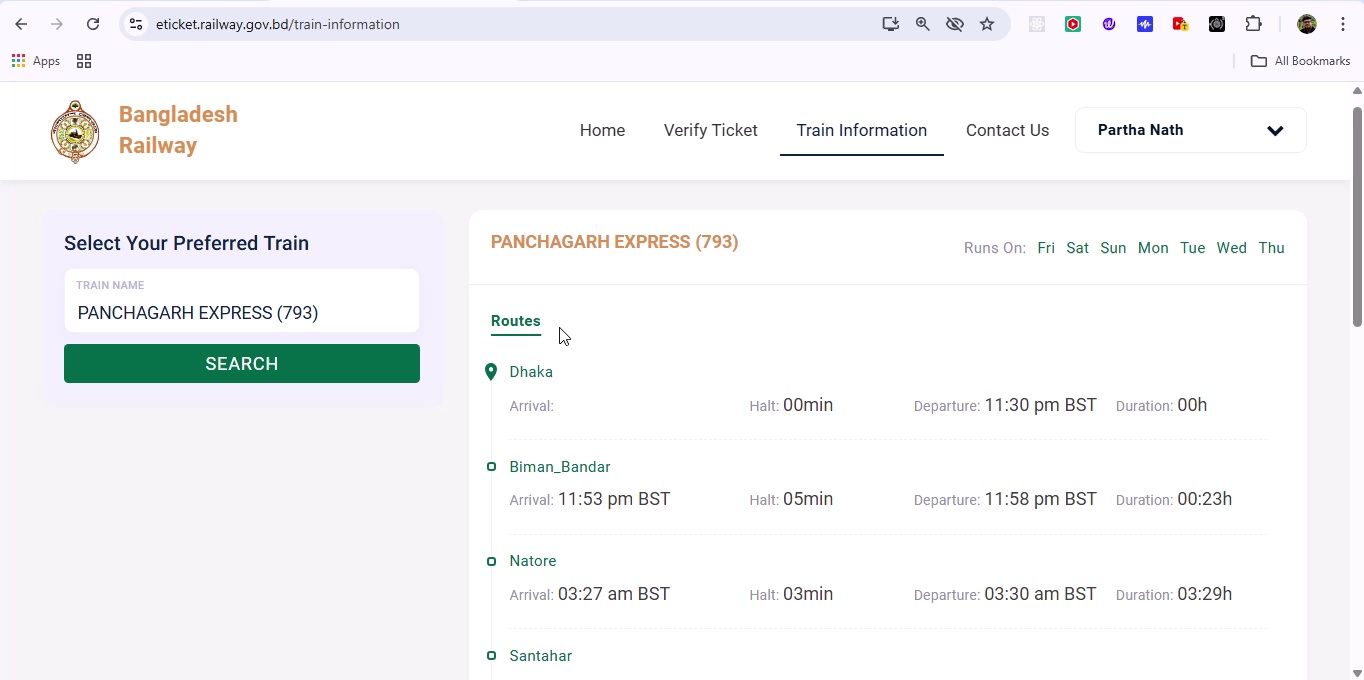 eticket.railway.gov.bd/train-information
Apps
All Bookmarks
Bangladesh
Railway
Home
Verify Ticket
Train Information
Contact Us
Partha Nath
Select Your Preferred Train
TRAIN NAME
PANCHAGARH EXPRESS (793)
SEARCH
PANCHAGARH EXPRESS (793)
Runs On: Fri Sat Sun Mon Tue Wed Thu
Routes
Dhaka
Arrival: Halt: 00min Departure: 11:30 pm BST Duration: 00h
Biman_Bandar
Arrival: 11:53 pm BST Halt: 05min Departure: 11:58 pm BST Duration: 00:23h
Natore
Arrival: 03:27 am BST Halt: 03min Departure: 03:30 am BST Duration: 03:29h
Santahar